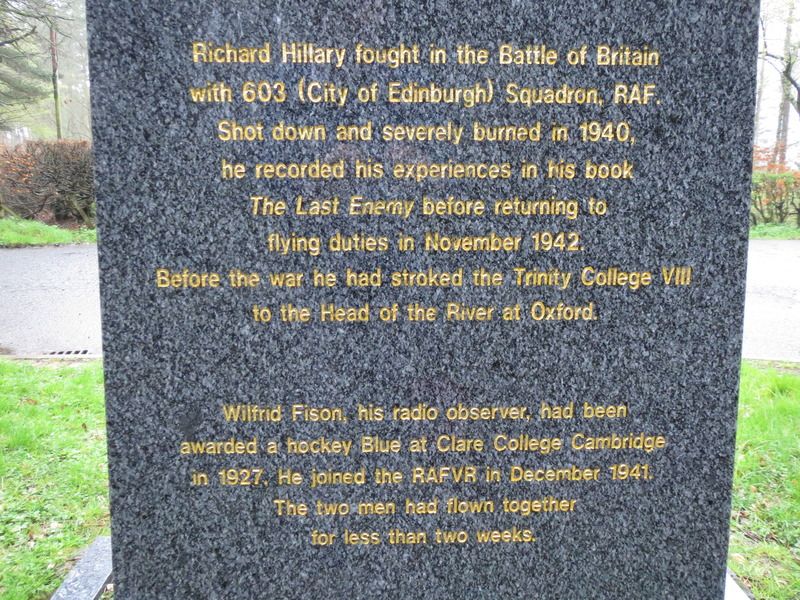 Richard Hillary fought in the Battle of Britain
with 603 (City of Edinburgh) Squadron, RAF.
Shot down and severely burned in 1940,
he recorded his experiences in his book
The Last Enemy before returning to
flying duties in November 1942.
Before the war he had stroked the Trinity College VIII
to the Head of the River at Oxford.
Wilfrid Fison, his radio observer, had been
awarded a hockey Blue at Clare College Cambridge
in 1927. He joined the RAFVR in December 1941.
The two men had flown together
for less than two weeks.